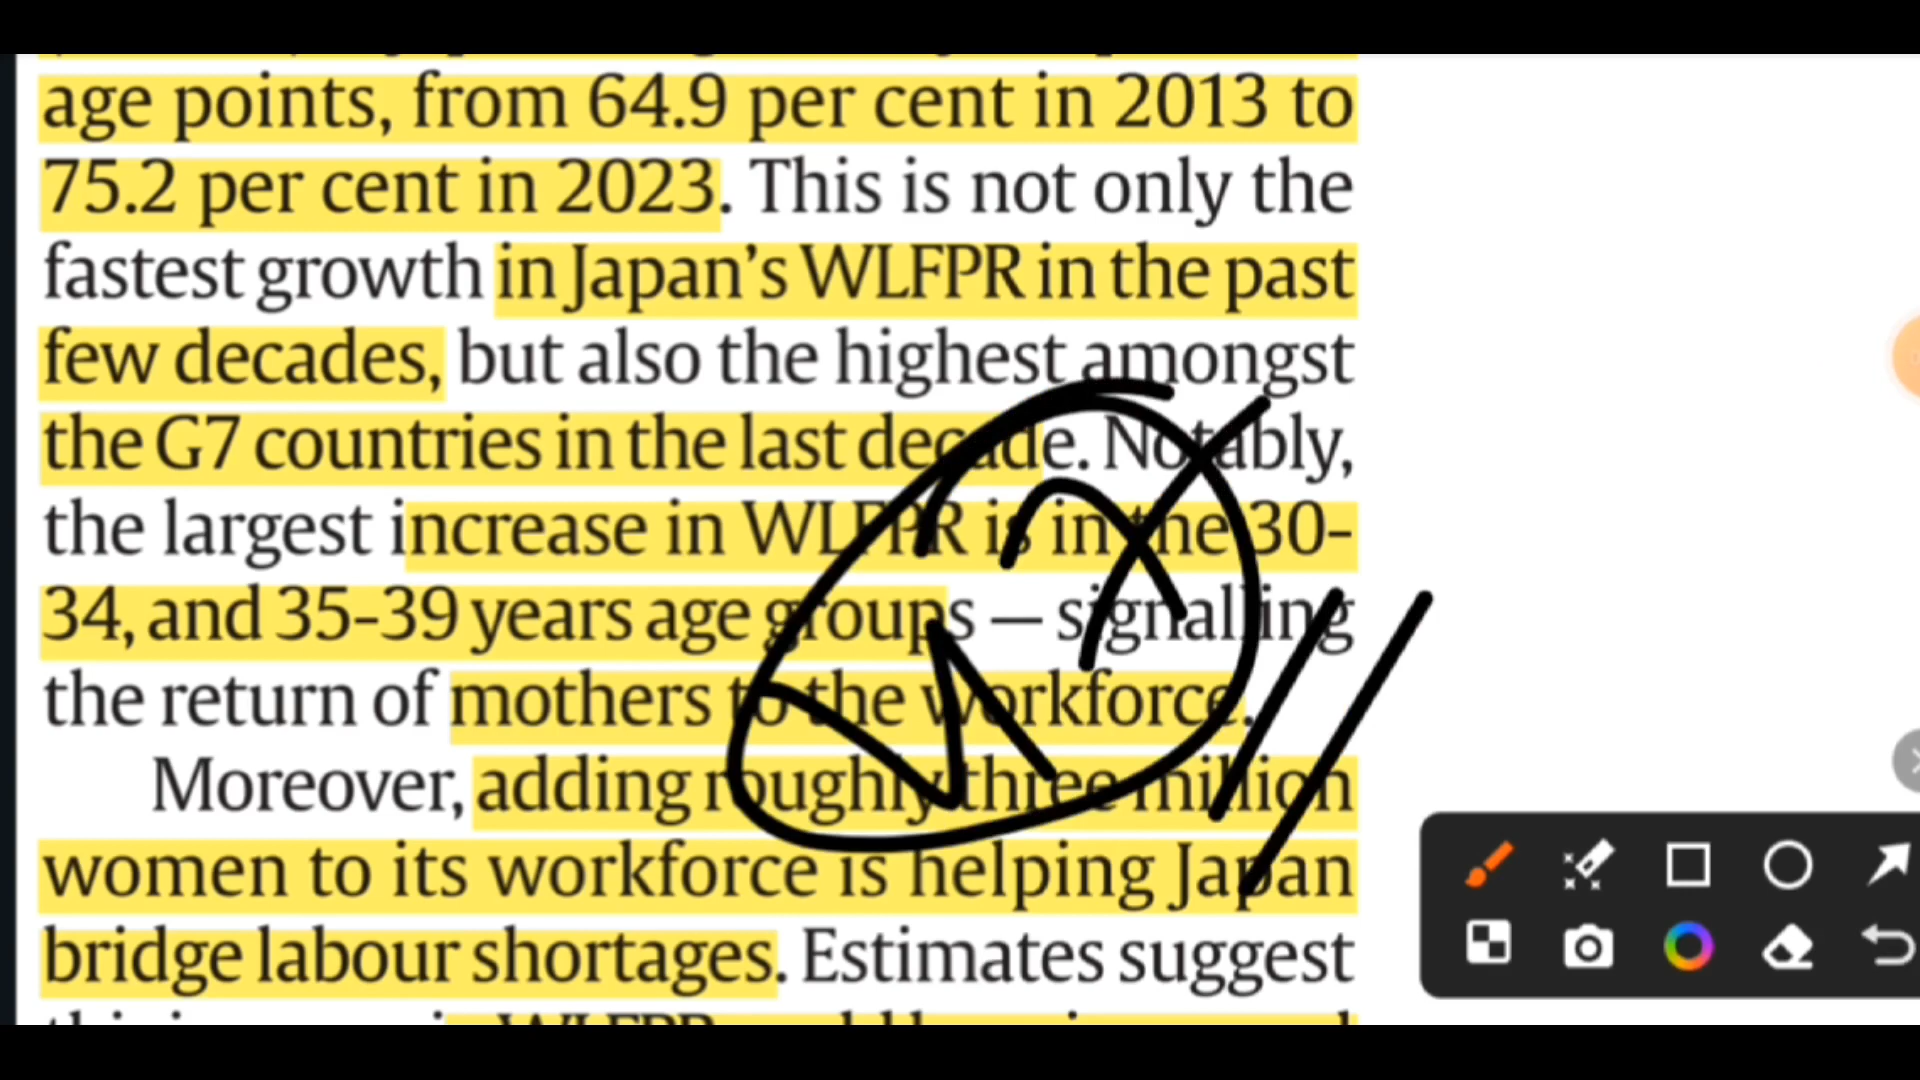 age points, from 64.9 per cent in 2013 to
75.2 per cent in 2023. This is not only the
fastest growth in Japan’s WLFPR in the past
few decades, but also the highest amongst
the G7 countries in the last decade. Notably,
the largest increase in WLFPR is in the 30-
34, and 35-39 years age groups — signalling
the return of mothers to the workforce.
Moreover, adding roughly three million
women to its workforce is helping Japan
bridge labour shortages. Estimates suggest